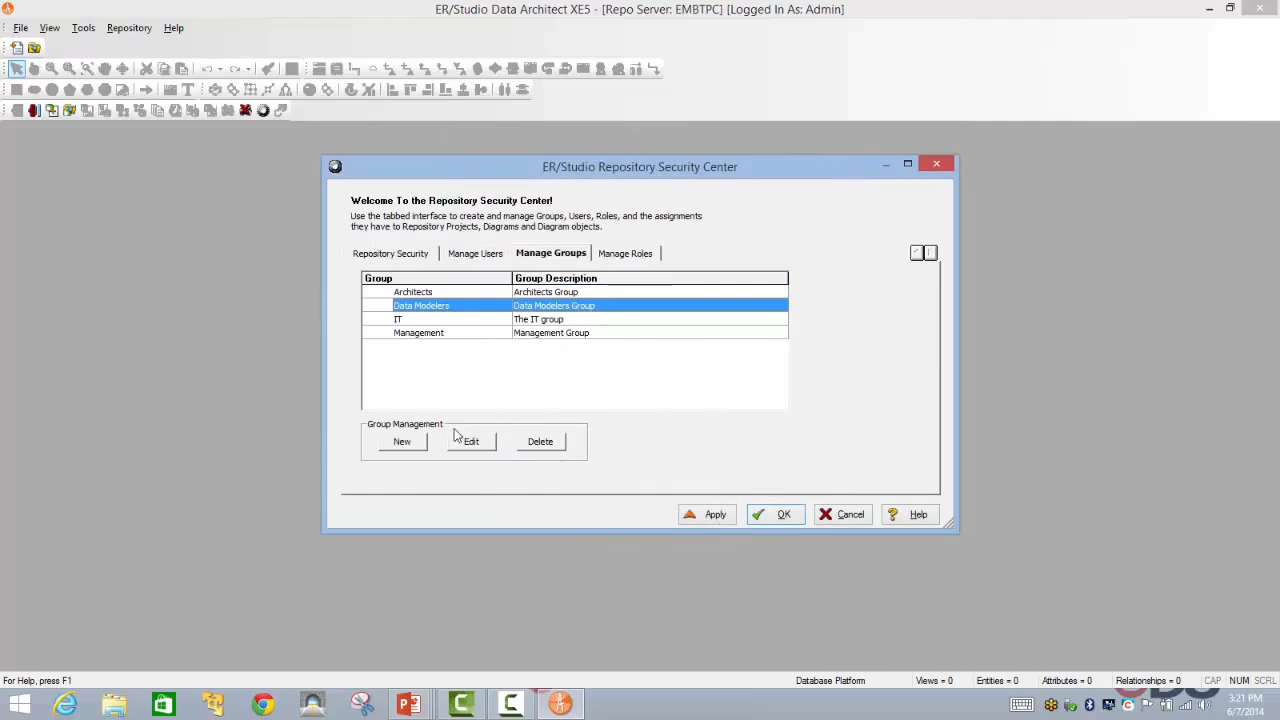 ER/Studio Data Architect XE5 - [Repo Server: EMBTPC] [Logged In As: Admin]
File View Tools Repository Help
ER/Studio Repository Security Center
Welcome To the Repository Security Center!
Use the tabbed interface to create and manage Groups, Users, Roles, and the assignments
they have to Repository Projects, Diagrams and Diagram objects.
Repository Security Manage Users Manage Groups Manage Roles
Group Group Description
Architects Architects Group
Data Modelers Data Modelers Group
IT The IT group
Management Management Group
Group Management
New Edit Delete
Apply OK Cancel Help
For Help, press F1 Database Platform Views = 0 Entities = 0 Attributes = 0 Relationships = 0 CAP NUM SCRL
3:21 PM
6/7/2014